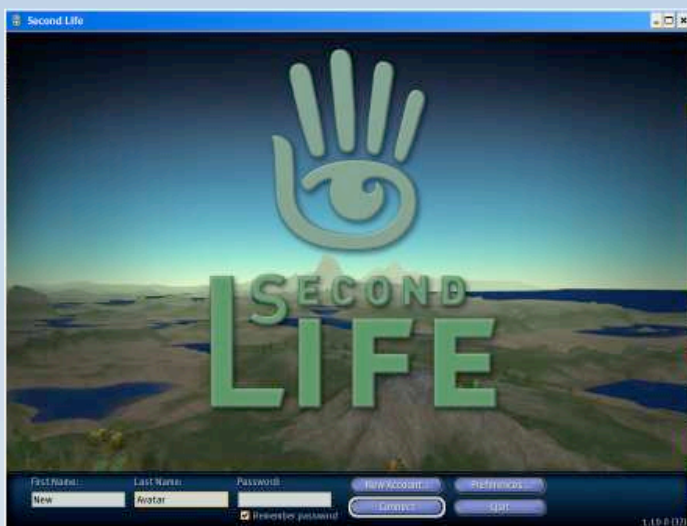 Second Life
SECOND
LIFE
First Name:
Last Name:
Password:
New Account...
Preferences...
New
Avatar
Connect
Quit
Remember password